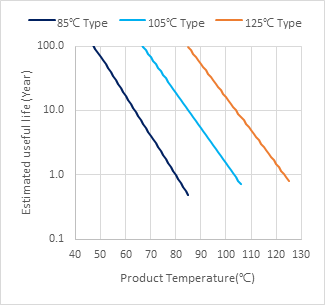 85℃ Type 105℃ Type 125℃ Type
100.0
10.0
1.0
0.1
Estimated useful life (Year)
40 50 60 70 80 90 100 110 120 130
Product Temperature(℃)